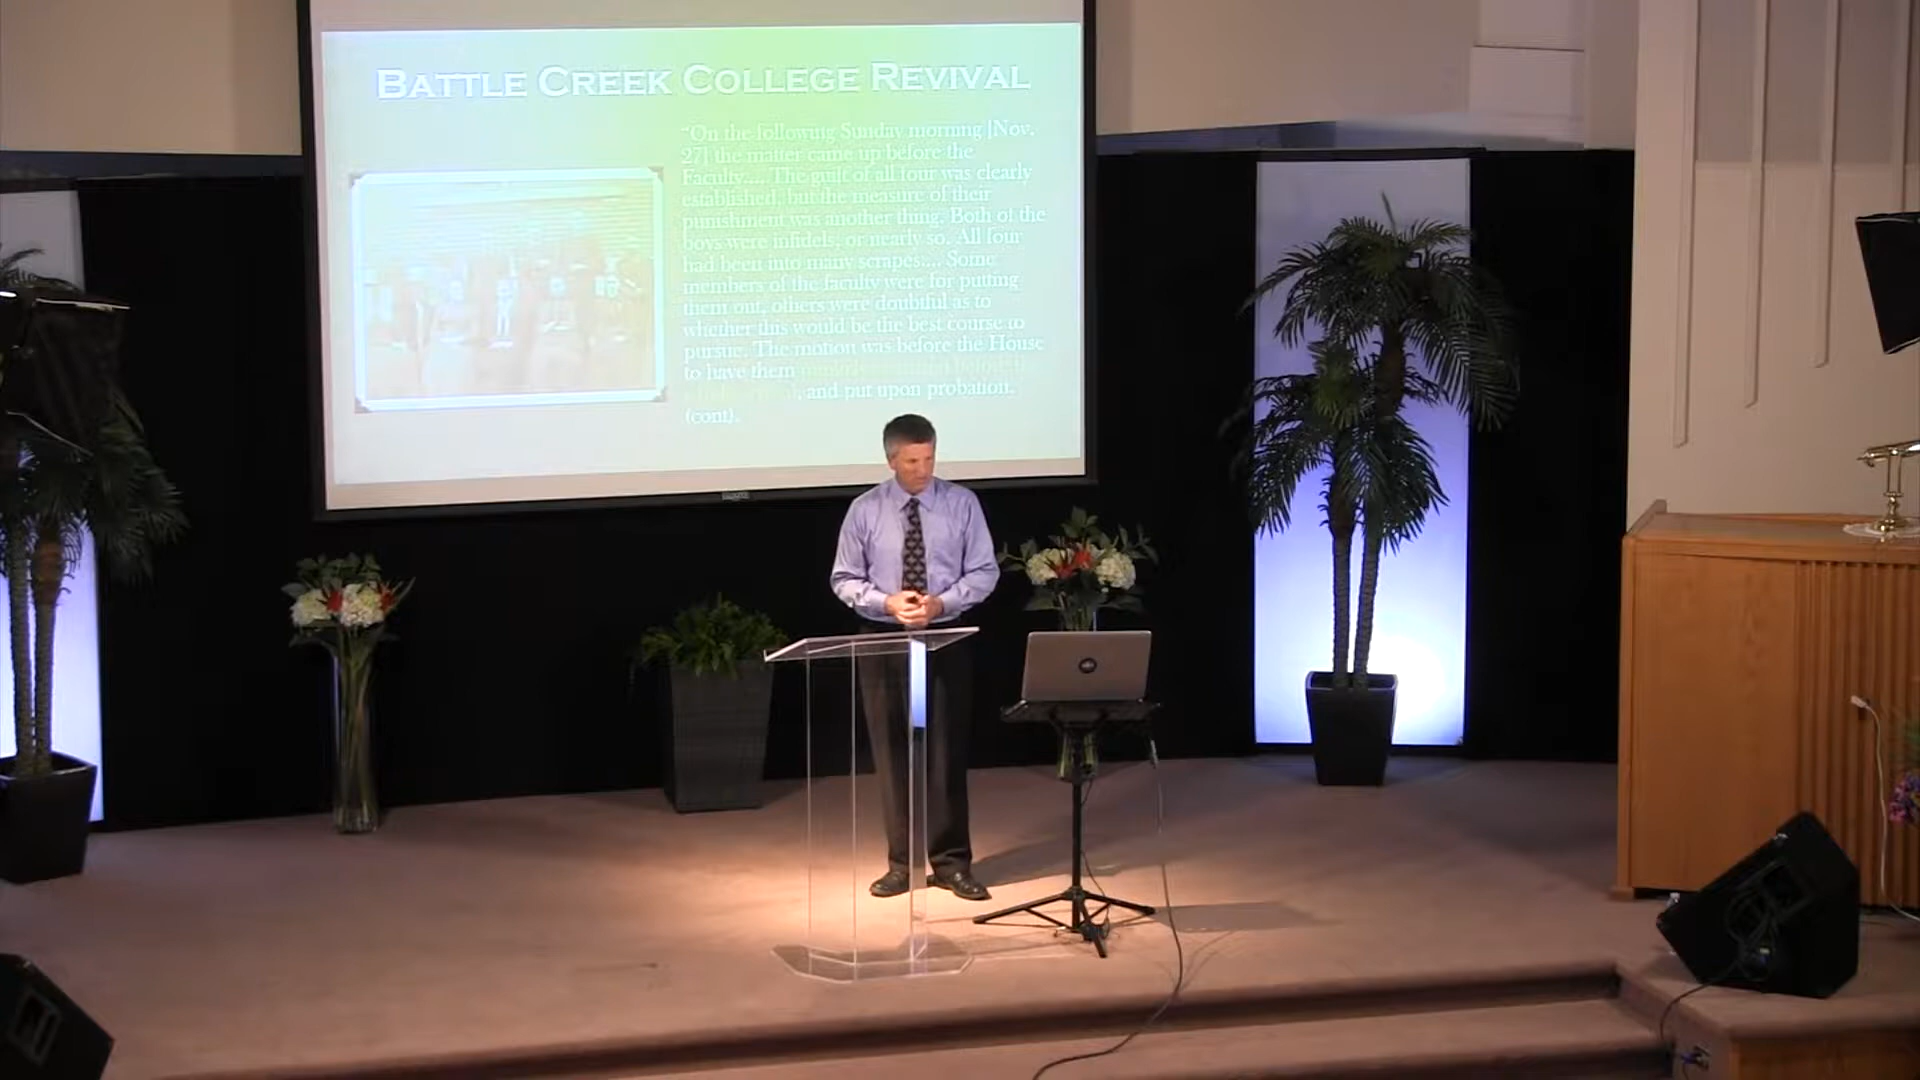 BATTLE CREEK COLLEGE REVIVAL
"On the following Sunday morning [Nov.
27] the matter came up before the
Faculty.... The guilt of all four was clearly
established, but the measure of their
punishment was another thing. Both of the
boys were infidels, or nearly so. All four
had been into many scrapes.... Some
members of the faculty were for putting
them out, others were doubtful as to
whether this would be the best course to
pursue. The motion was before the House
to have them
, and put upon probation.
(cont).